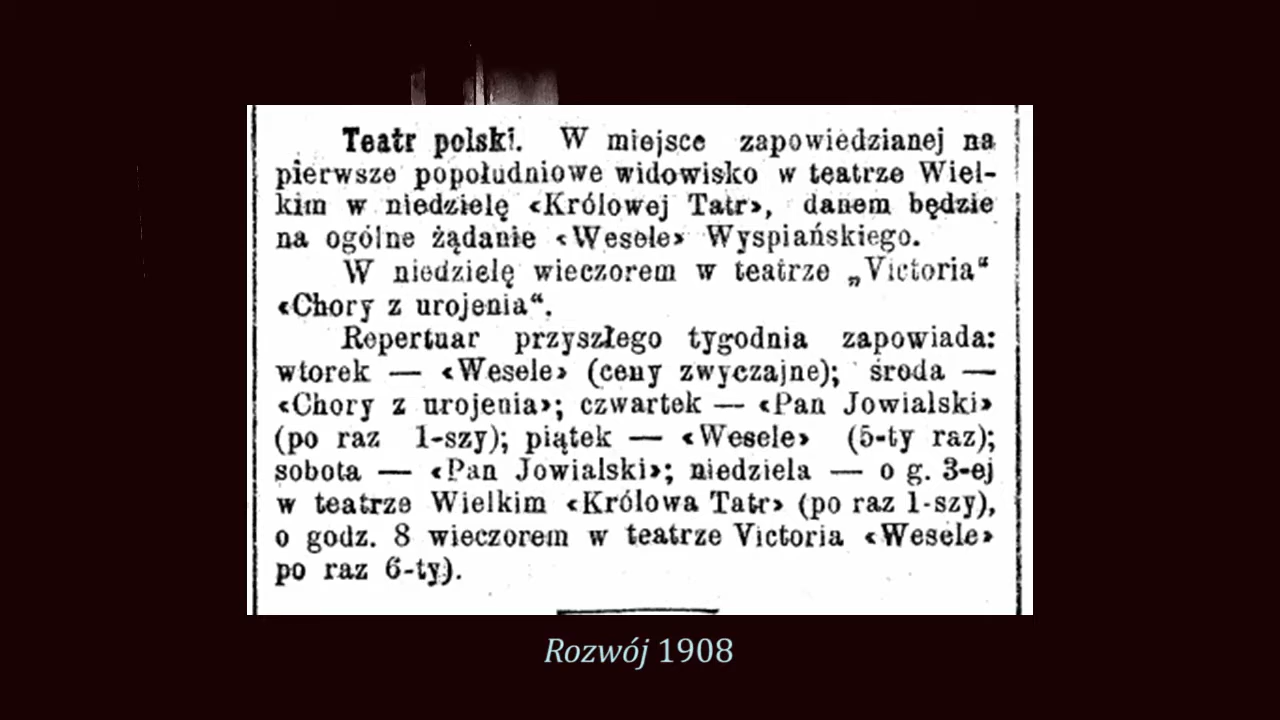 Teatr polski. W miejsce zapowiedzianej na
pierwsze popołudniowe widowisko w teatrze Wiel-
kim w niedzielę «Królowej Tatr», danem będzie
na ogólne żądanie «Wesele» Wyspiańskiego.
W niedzielę wieczorem w teatrze „Victoria“
«Chory z urojenia“.
Repertuar przyszłego tygodnia zapowiada:
wtorek — «Wesele» (ceny zwyczajne); środa —
«Chory z urojenia»; czwartek — «Pan Jowialski»
(po raz 1-szy); piątek — «Wesele» (5-ty raz);
sobota — «Pan Jowialski»; niedziela — o g. 3-ej
w teatrze Wielkim «Królowa Tatr» (po raz 1-szy),
o godz. 8 wieczorem w teatrze Victoria «Wesele»
po raz 6-ty).
Rozwój 1908